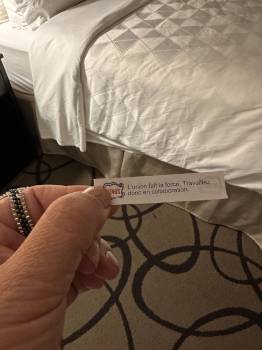 L'union fait la force. Travaillez
donc en collaboration.